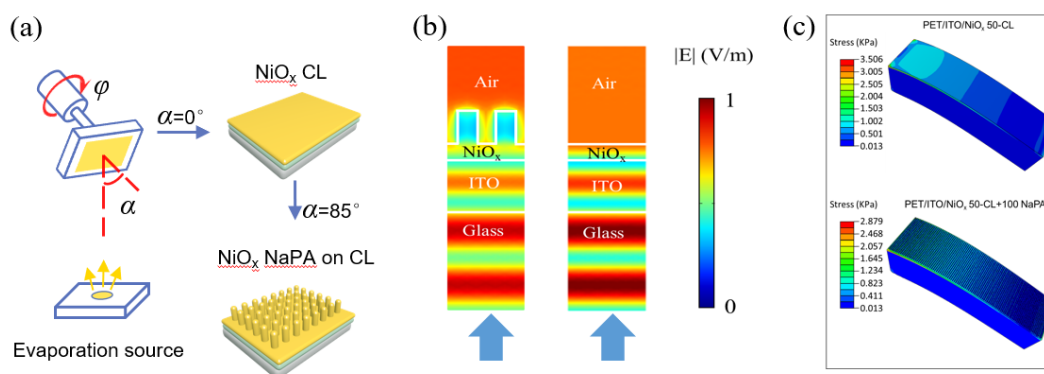 (a)
φ
α=0°
NiOx CL
α
α=85°
NiOx NaPA on CL
Evaporation source
(b)
|E| (V/m)
Air
NiOx
ITO
Glass
Air
NiOx
ITO
Glass
1
0
(c)
PET/ITO/NiOx 50-CL
Stress (KPa)
3.506
3.005
2.505
2.004
1.503
1.002
0.501
0.013
PET/ITO/NiOx 50-CL+100 NaPA
Stress (KPa)
2.879
2.468
2.057
1.645
1.234
0.823
0.411
0.013